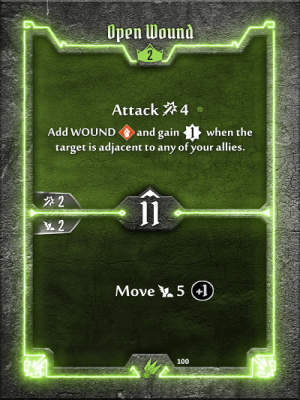 Open Wound
2
Attack 4
Add WOUND and gain 1 when the
target is adjacent to any of your allies.
2
11
2
Move 5 +1
100